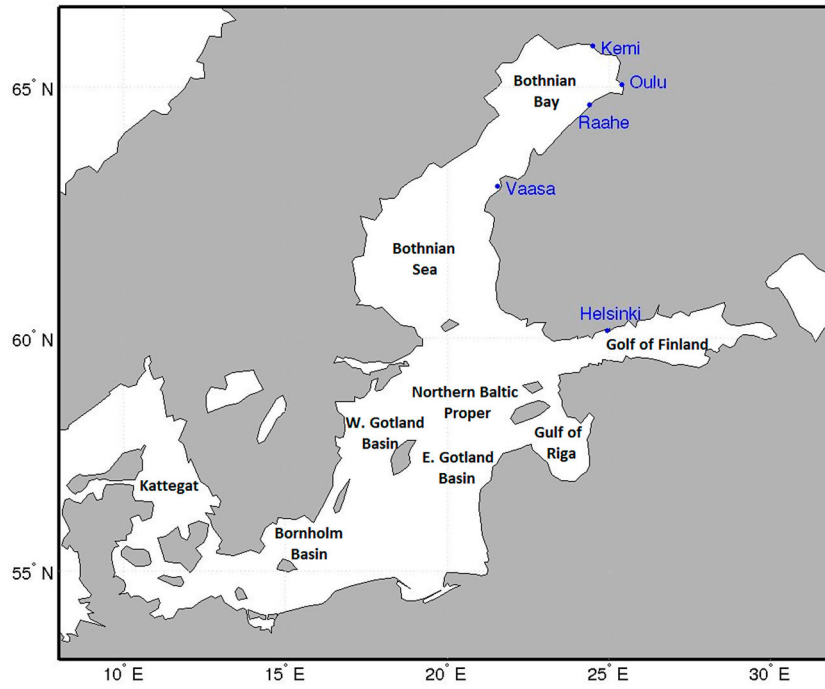 Kemi
65° N
Bothnian
Bay
Oulu
Raahe
Vaasa
Bothnian
Sea
Helsinki
60° N
Golf of Finland
Northern Baltic
Proper
W. Gotland
Basin
Gulf of
Riga
E. Gotland
Basin
Kattegat
Bornholm
Basin
55° N
10° E
15° E
20° E
25° E
30° E